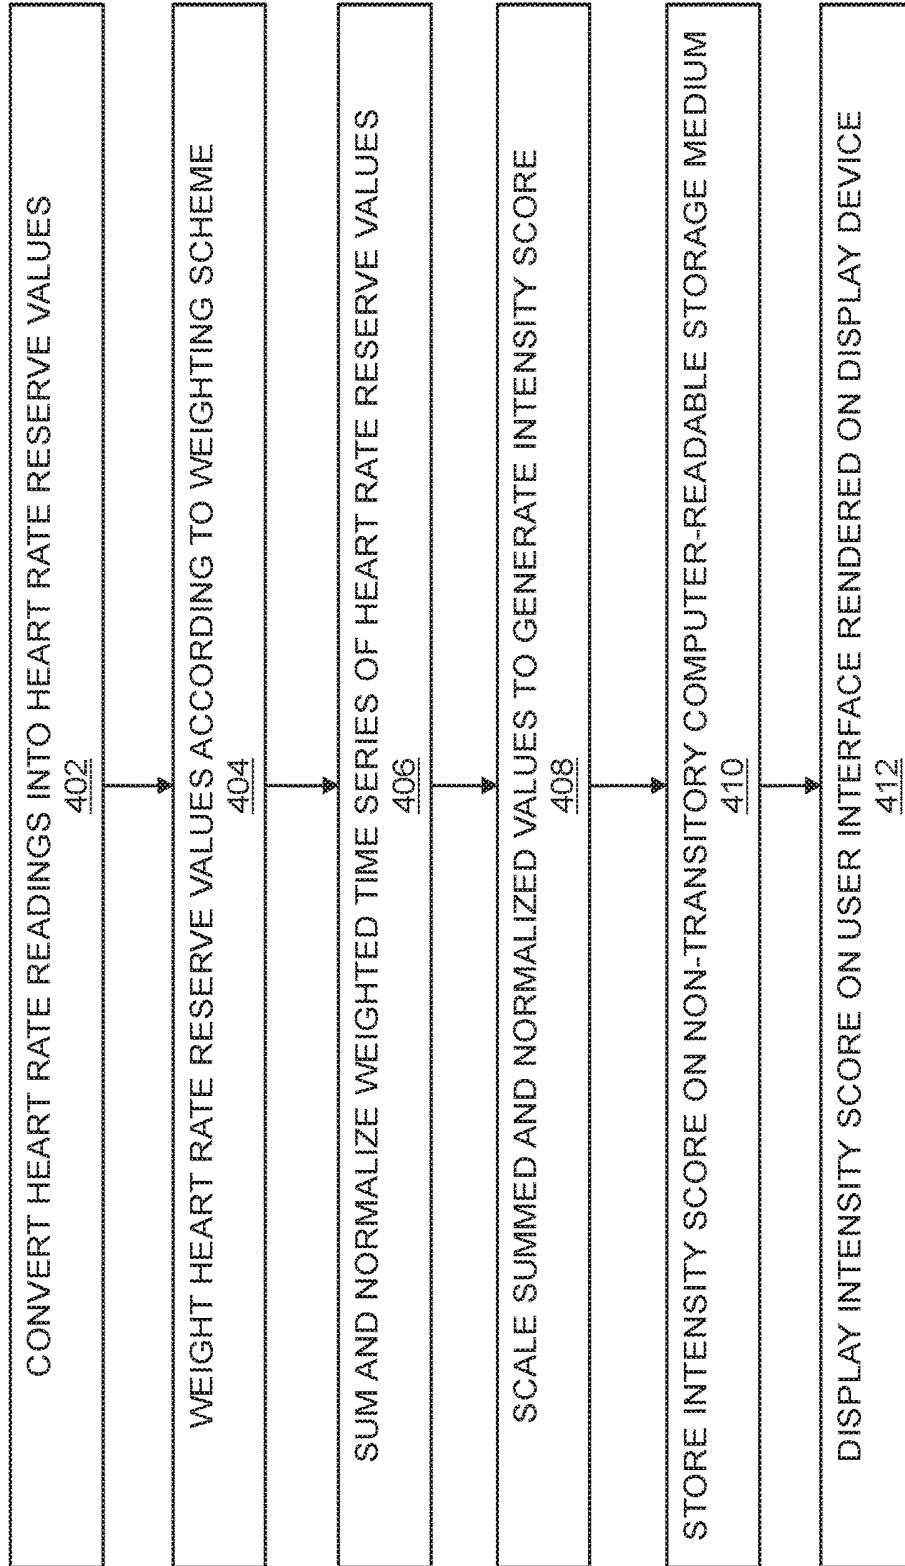 CONVERT HEART RATE READINGS INTO HEART RATE RESERVE VALUES
402
WEIGHT HEART RATE RESERVE VALUES ACCORDING TO WEIGHTING SCHEME
404
SUM AND NORMALIZE WEIGHTED TIME SERIES OF HEART RATE RESERVE VALUES
406
SCALE SUMMED AND NORMALIZED VALUES TO GENERATE INTENSITY SCORE
408
STORE INTENSITY SCORE ON NON-TRANSITORY COMPUTER-READABLE STORAGE MEDIUM
410
DISPLAY INTENSITY SCORE ON USER INTERFACE RENDERED ON DISPLAY DEVICE
412